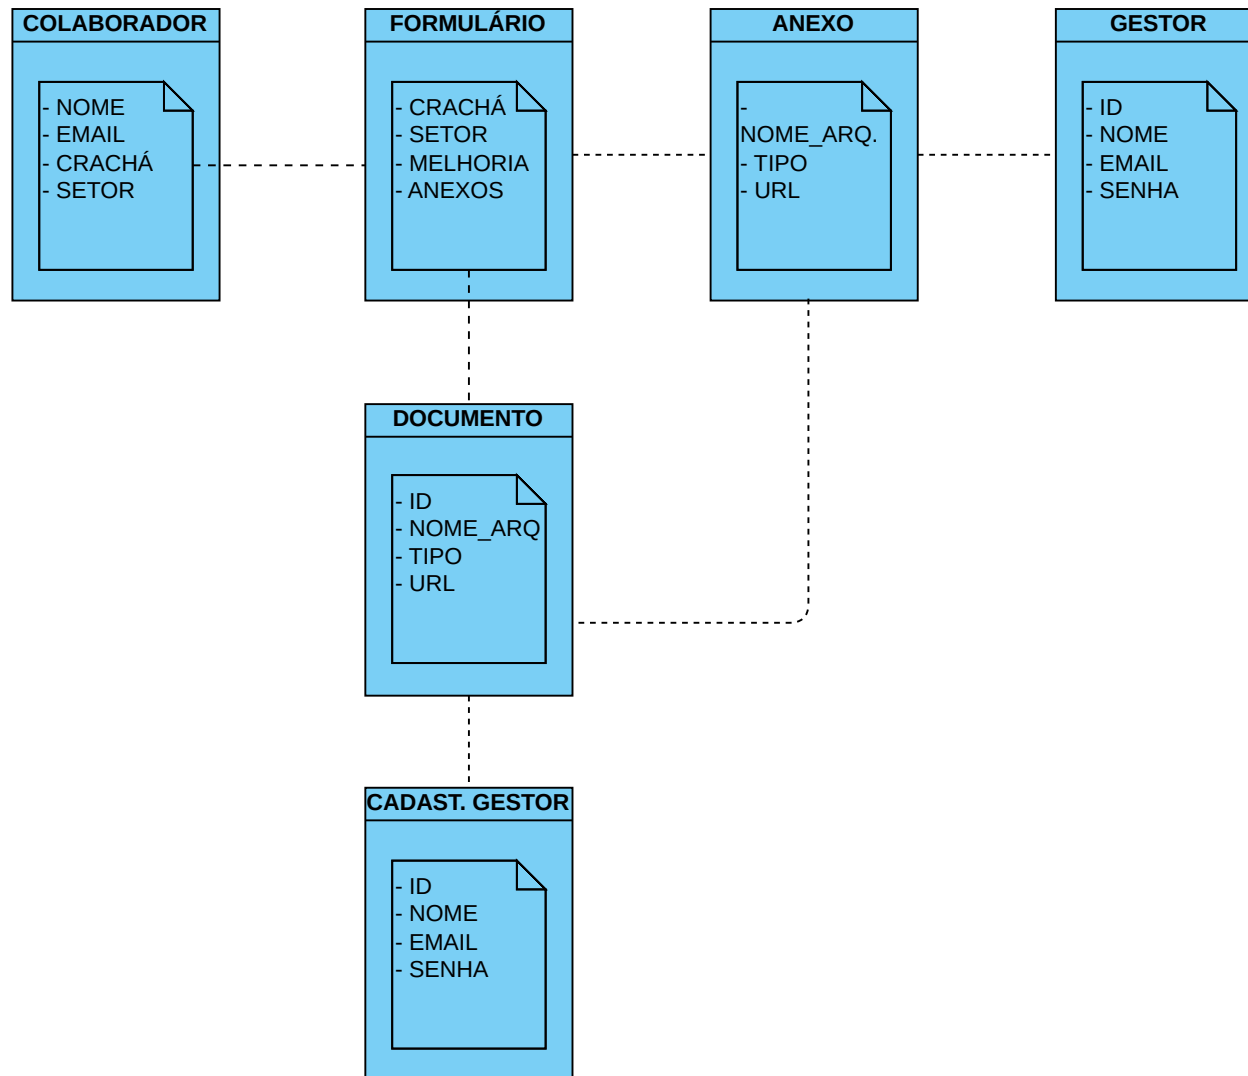 COLABORADOR
- NOME
- EMAIL
- CRACHÁ
- SETOR
FORMULÁRIO
- CRACHÁ
- SETOR
- MELHORIA
- ANEXOS
ANEXO
-
NOME_ARQ.
- TIPO
- URL
GESTOR
- ID
- NOME
- EMAIL
- SENHA
DOCUMENTO
- ID
- NOME_ARQ
- TIPO
- URL
CADAST. GESTOR
- ID
- NOME
- EMAIL
- SENHA